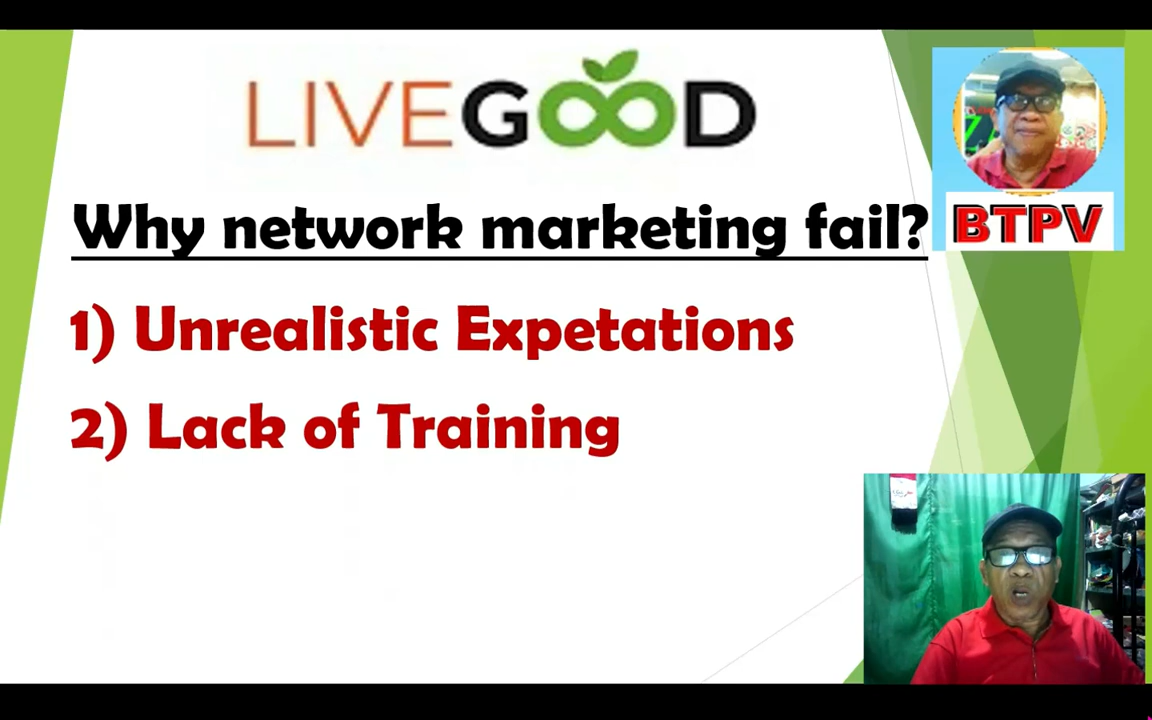 LIVEGOOD
Why network marketing fail?
BTPV
1) Unrealistic Expetations
2) Lack of Training